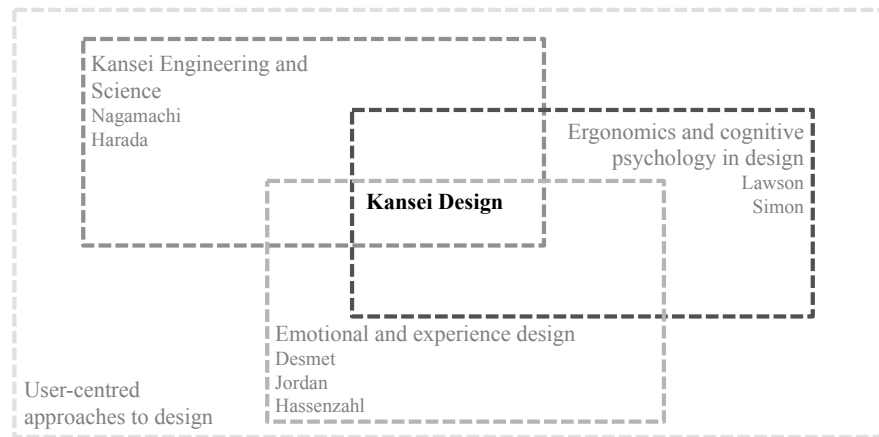 Kansei Engineering and
Science
Nagamachi
Harada
Ergonomics and cognitive
psychology in design
Lawson
Simon
Kansei Design
Emotional and experience design
Desmet
Jordan
Hassenzahl
User-centred
approaches to design